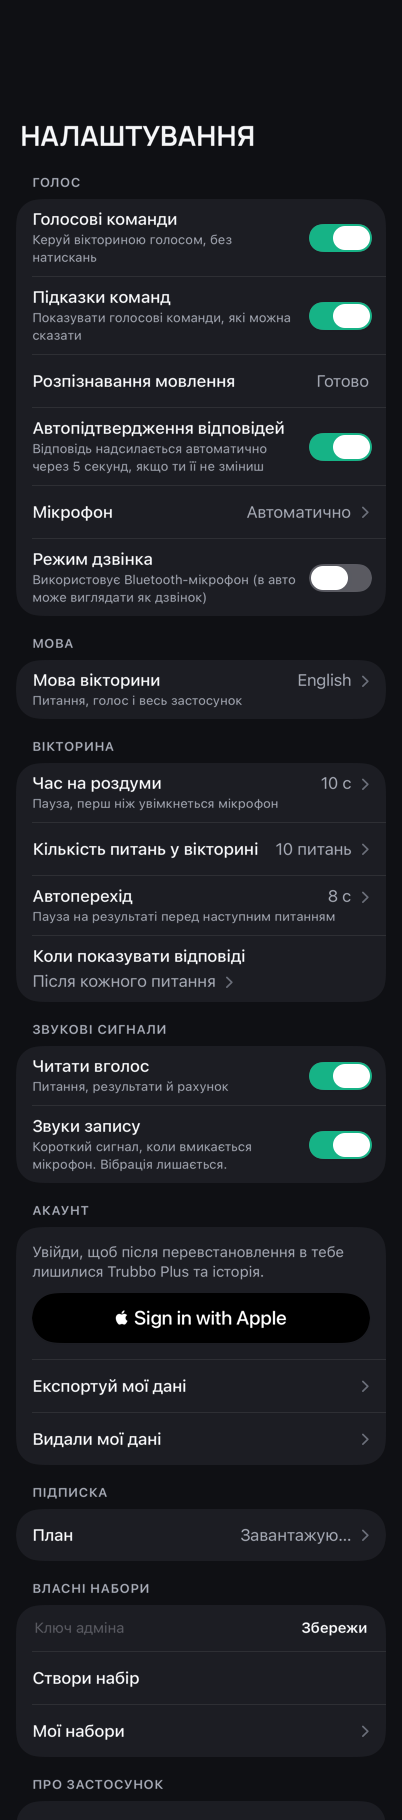 НАЛАШТУВАННЯ
ГОЛОС
Голосові команди
Керуй вікториною голосом, без
натискань
Підказки команд
Показувати голосові команди, які можна
сказати
Розпізнавання мовлення Готово
Автопідтвердження відповідей
Відповідь надсилається автоматично
через 5 секунд, якщо ти її не зміниш
Мікрофон Автоматично
Режим дзвінка
Використовує Bluetooth-мікрофон (в авто
може виглядати як дзвінок)
МОВА
Мова вікторини English
Питання, голос і весь застосунок
ВІКТОРИНА
Час на роздуми 10 с
Пауза, перш ніж увімкнеться мікрофон
Кількість питань у вікторині 10 питань
Автоперехід 8 с
Пауза на результаті перед наступним питанням
Коли показувати відповіді
Після кожного питання
ЗВУКОВІ СИГНАЛИ
Читати вголос
Питання, результати й рахунок
Звуки запису
Короткий сигнал, коли вмикається
мікрофон. Вібрація лишається.
АКАУНТ
Увійди, щоб після перевстановлення в тебе
лишилися Trubbo Plus та історія.
Sign in with Apple
Експортуй мої дані
Видали мої дані
ПІДПИСКА
План Завантажую...
ВЛАСНІ НАБОРИ
Ключ адміна Збережи
Створи набір
Мої набори
ПРО ЗАСТОСУНОК